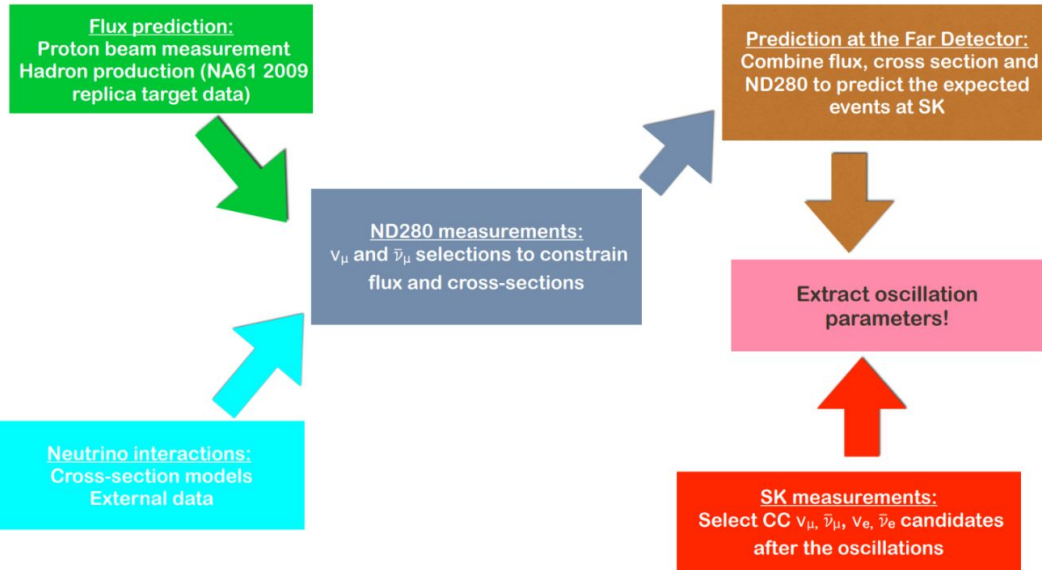 Flux prediction:
Proton beam measurement
Hadron production (NA61 2009
replica target data)
Prediction at the Far Detector:
Combine flux, cross section and
ND280 to predict the expected
events at SK
ND280 measurements:
νμ and ν̄μ selections to constrain
flux and cross-sections
Extract oscillation
parameters!
Neutrino interactions:
Cross-section models
External data
SK measurements:
Select CC νμ, ν̄μ, νe, ν̄e candidates
after the oscillations